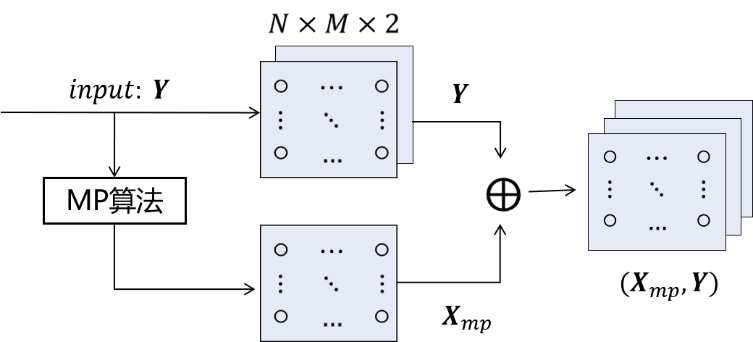 N × M × 2
input: Y
Y
MP算法
X_mp
(X_mp, Y)